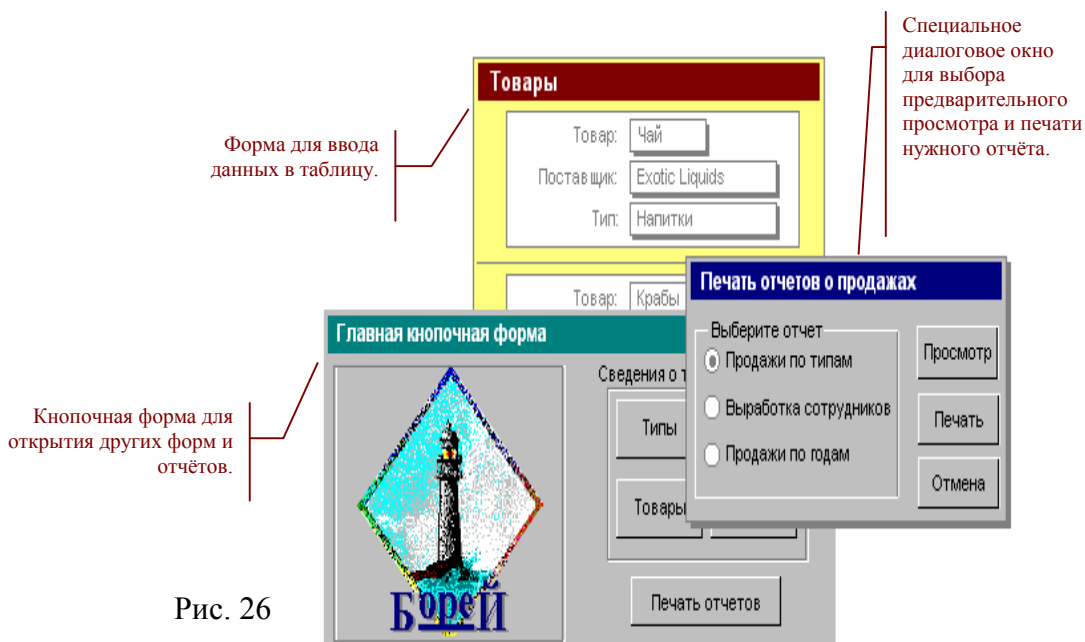 Специальное
диалоговое окно
для выбора
предварительного
просмотра и печати
нужного отчёта.
Форма для ввода
данных в таблицу.
Товары
Товар: Чай
Поставщик: Exotic Liquids
Тип: Напитки
Товар: Крабы
Печать отчетов о продажах
Выберите отчет
Продажи по типам
Выработка сотрудников
Продажи по годам
Просмотр
Печать
Отмена
Кнопочная форма для
открытия других форм и
отчётов.
Главная кнопочная форма
Сведения о т
Типы
Товары
Печать отчетов
Борей
Рис. 26